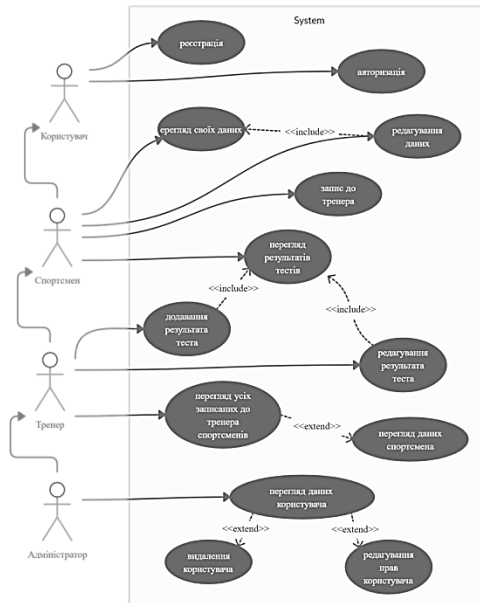 System
реєстрація
авторизація
Користувач
ерегляд своїх даних
<<include>>
редагування
даних
запис до
тренера
Спортсмен
перегляд
результатів
тестів
<<include>>
<<include>>
додавання
результата
теста
редагування
результата
теста
Тренер
перегляд усіх
записаних до
тренера
спортсменів
<<extend>>
перегляд даних
спортсмена
перегляд даних
користувача
Адміністратор
<<extend>>
<<extend>>
видалення
користувача
редагування
прав
користувача